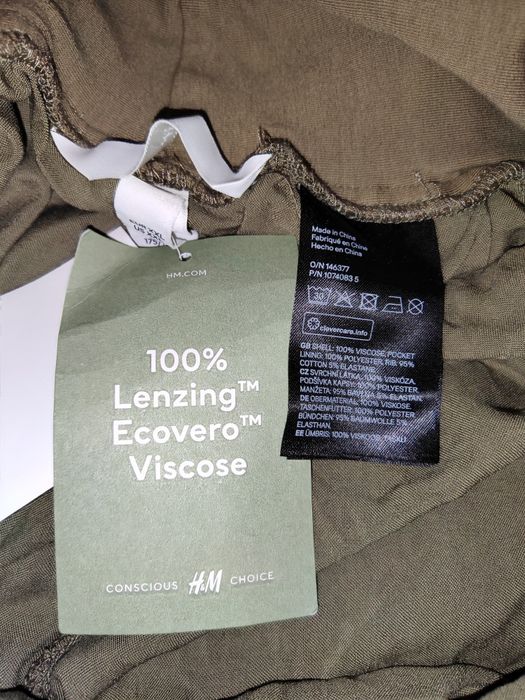 HM.COM
100%
Lenzing™
Ecovero™
Viscose
CONSCIOUS H&M CHOICE
Made in China
Fabriqué en Chine
Hecho en China
O/N 146377
P/N 1074083 5
30
clevercare.info
GB SHELL: 100% VISCOSE, POCKET
LINING: 100% POLYESTER, RIB: 95%
COTTON 5% ELASTANE.
CZ SVRCHNÍ LÁTKA: 100% VISKÓZA,
PODŠÍVKA KAPSY: 100% POLYESTER,
MANŽETA: 95% BAVLNA 5% ELASTAN.
DE OBERMATERIAL: 100% VISKOSE,
TASCHENFUTTER: 100% POLYESTER,
BÜNDCHEN: 95% BAUMWOLLE 5%
ELASTHAN.
EE ÜMBRIS: 100% VISKOOS, TASKU